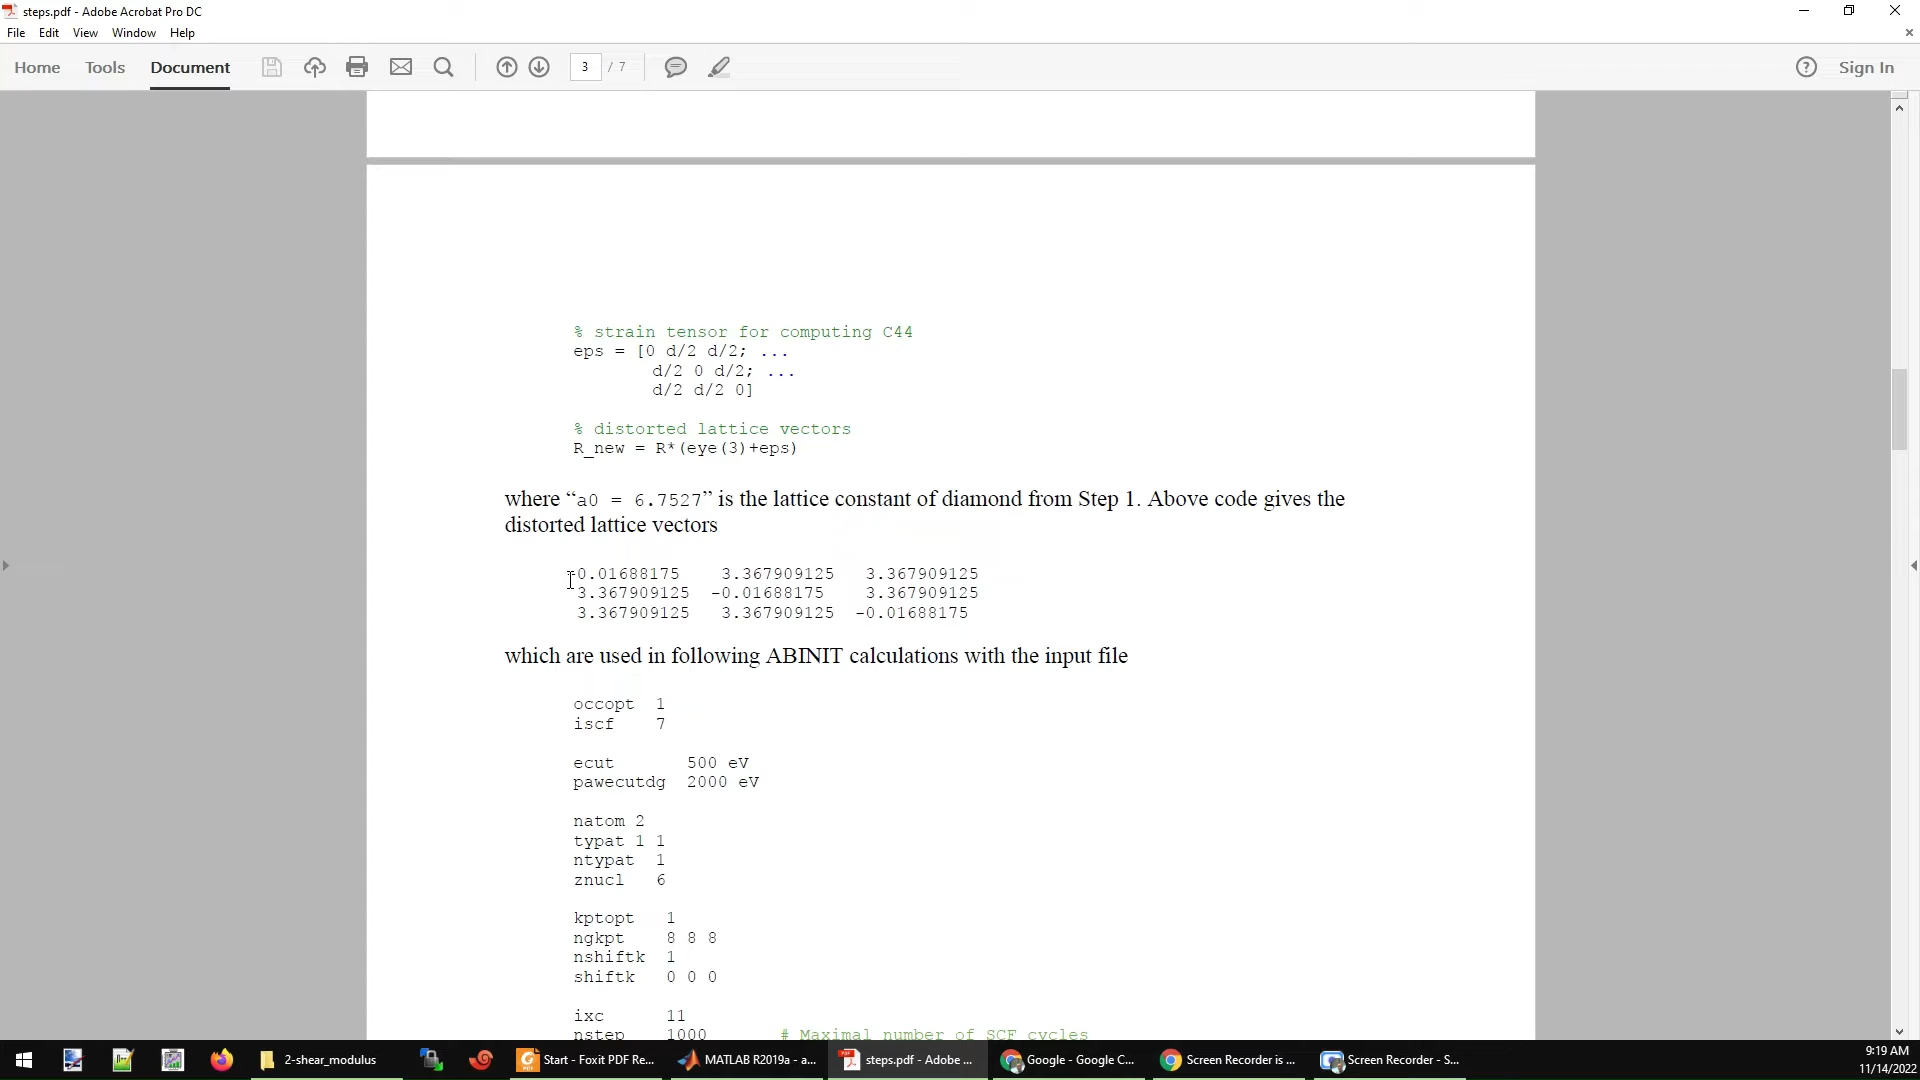 steps.pdf - Adobe Acrobat Pro DC
File Edit View Window Help
Home Tools Document 3 / 7 Sign In
% strain tensor for computing C44
eps = [0 d/2 d/2; ...
d/2 0 d/2; ...
d/2 d/2 0]
% distorted lattice vectors
R_new = R*(eye(3)+eps)
where “a0 = 6.7527” is the lattice constant of diamond from Step 1. Above code gives the
distorted lattice vectors
-0.01688175 3.367909125 3.367909125
3.367909125 -0.01688175 3.367909125
3.367909125 3.367909125 -0.01688175
which are used in following ABINIT calculations with the input file
occopt 1
iscf 7
ecut 500 eV
pawecutdg 2000 eV
natom 2
typat 1 1
ntypat 1
znucl 6
kptopt 1
ngkpt 8 8 8
nshiftk 1
shiftk 0 0 0
ixc 11
nstep 1000 # Maximal number of SCF cycles
2-shear_modulus Start - Foxit PDF Re... MATLAB R2019a - a... steps.pdf - Adobe ... Google - Google C... Screen Recorder is ... Screen Recorder - S...
9:19 AM
11/14/2022